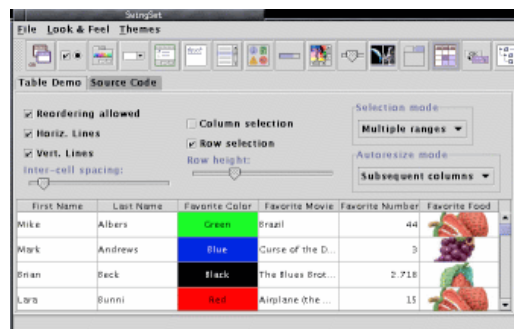 SwingSet
File Look & Feel Themes
Table Demo Source Code
Reordering allowed
Horiz. Lines
Vert. Lines
Inter-cell spacing:
Column selection
Row selection
Row height:
Selection mode
Multiple ranges
Autoresize mode
Subsequent columns
First Name Last Name Favorite Color Favorite Movie Favorite Number Favorite Food
Mike Albers Green Brazil 44
Mark Andrews Blue Curse of the D... 3
Brian Beck Black The Blues Brot... 2.718
Lara Bunni Red Airplane (the ... 15